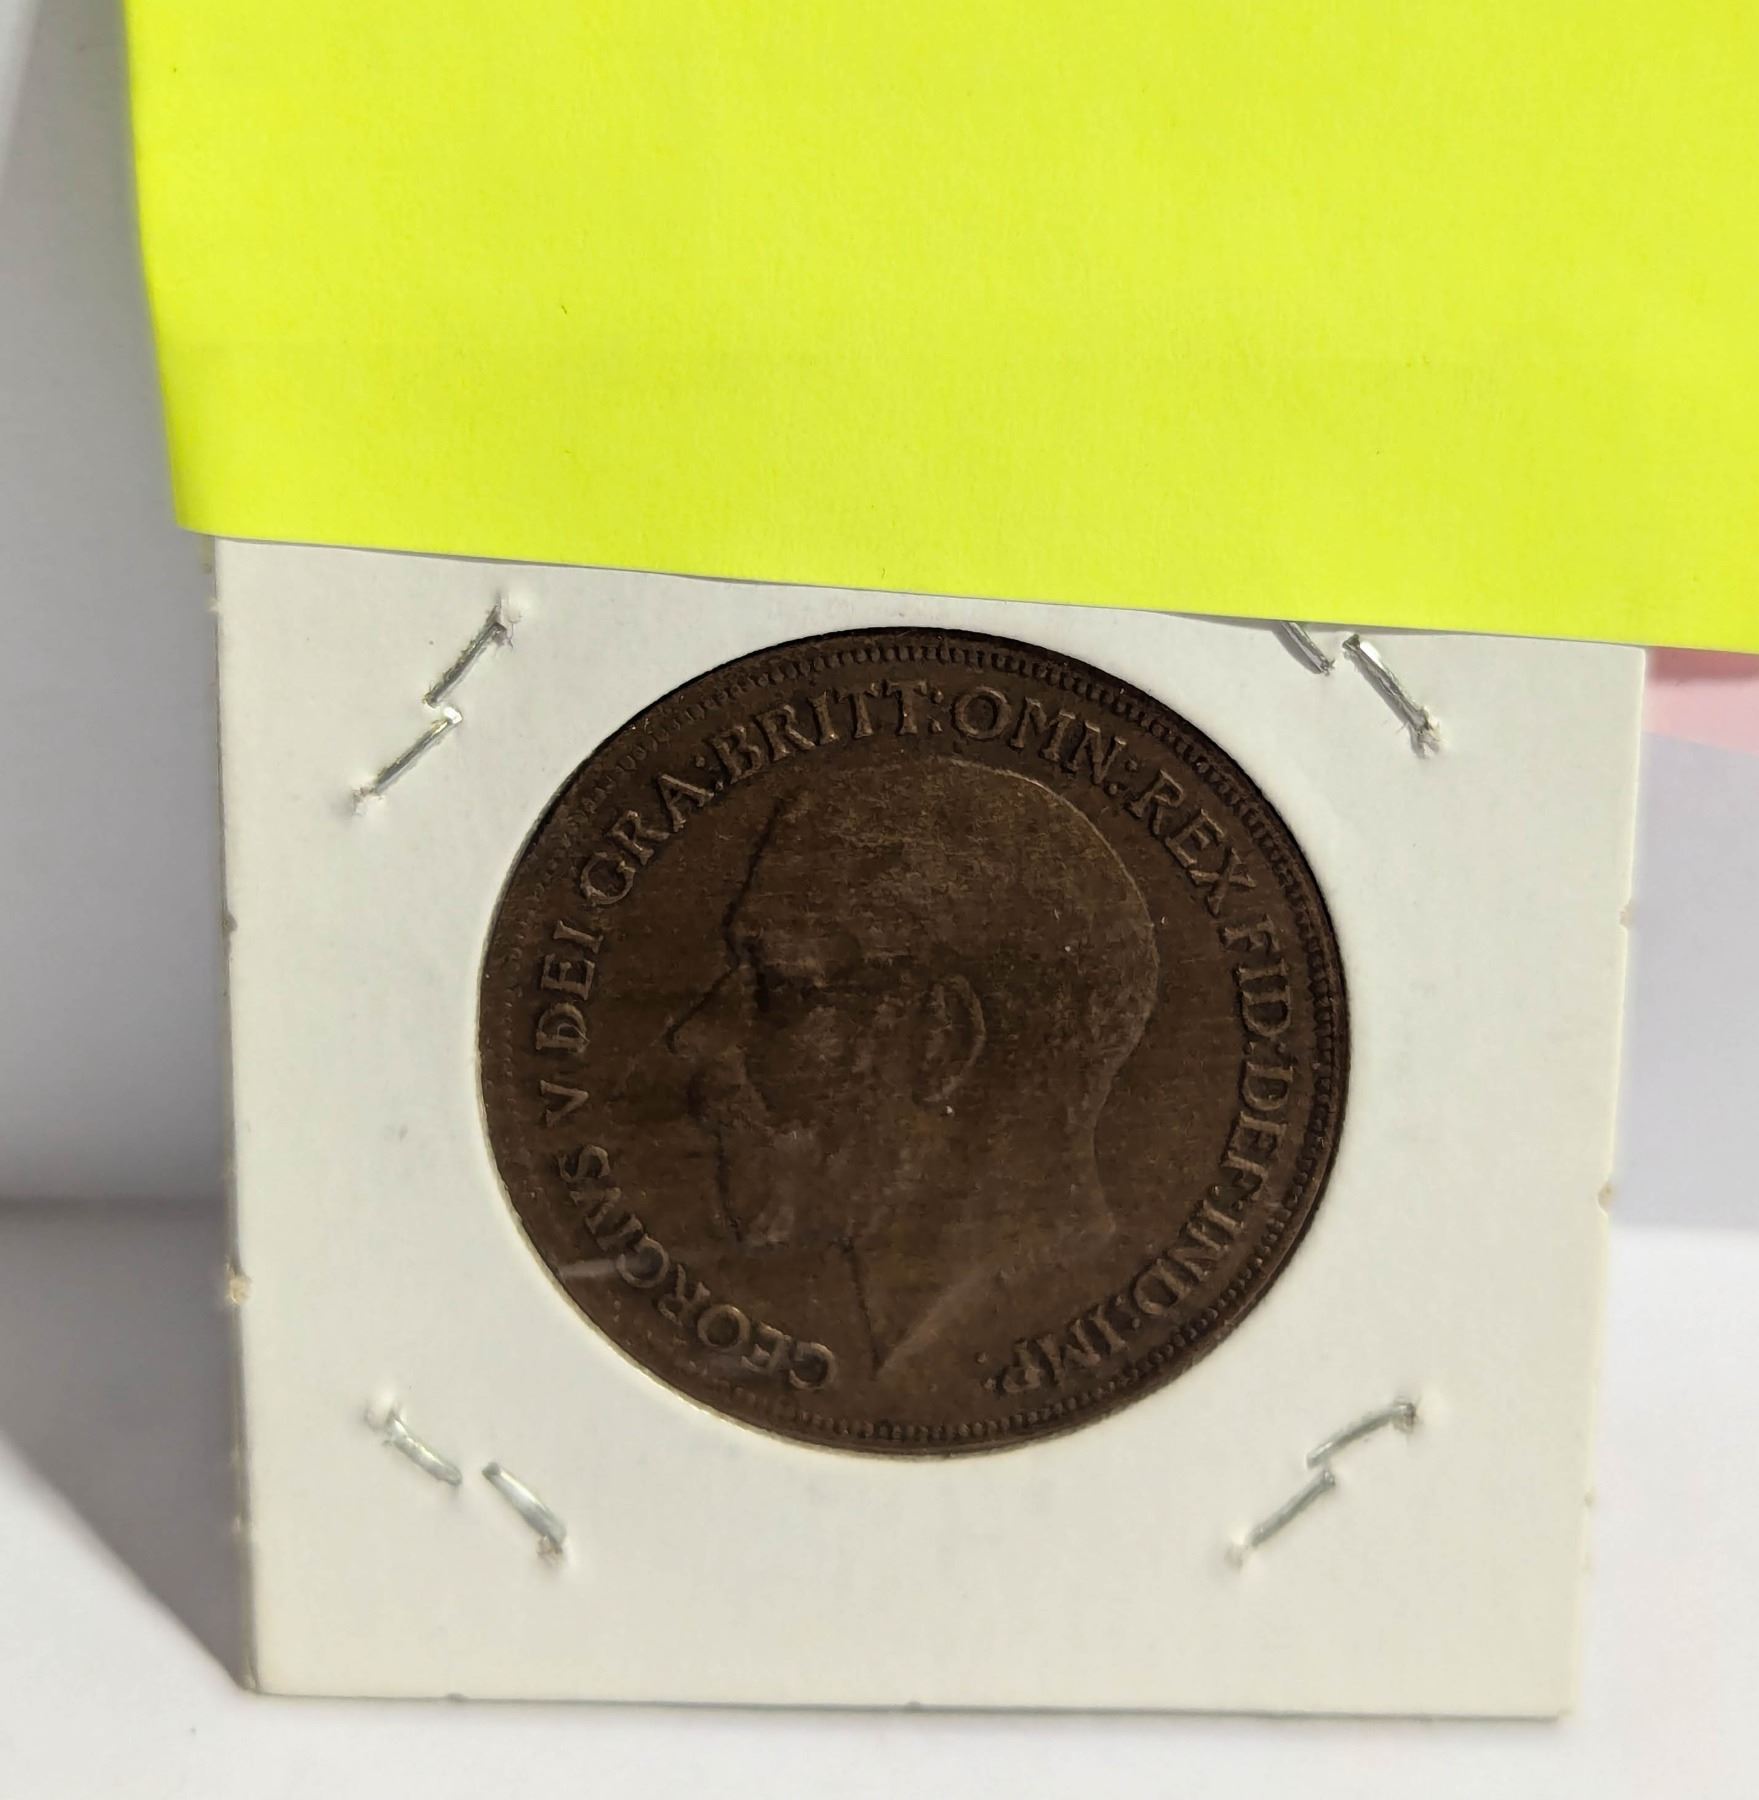 GEORGIVS V DEI GRA: BRITT: OMN: REX FID: DEF: IND: IMP: